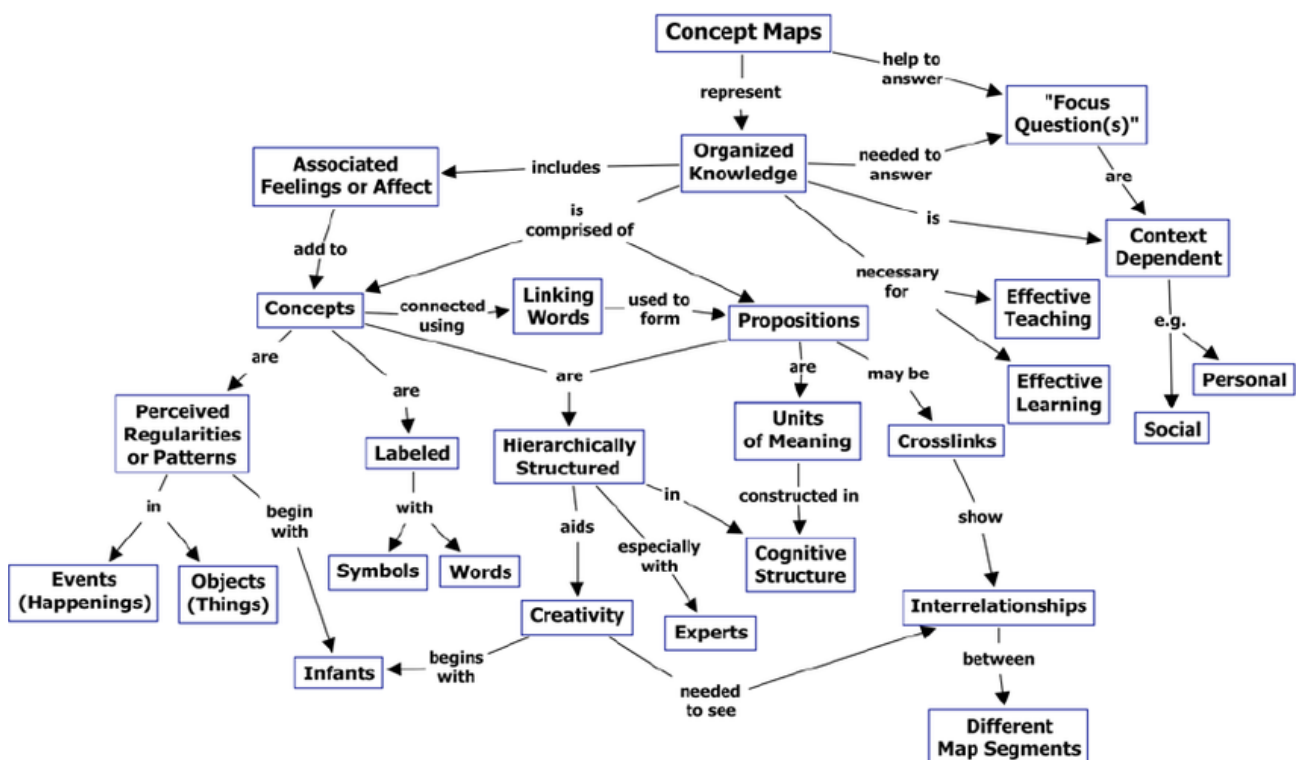 Concept Maps
help to
answer
represent
"Focus
Question(s)"
Organized
Knowledge
needed to
answer
Associated
Feelings or Affect
includes
are
is
comprised of
is
Context
Dependent
add to
necessary
for
Concepts
connected
using
Linking
Words
used to
form
Propositions
Effective
Teaching
e.g.
are
are
are
are
may be
Effective
Learning
Personal
Social
Perceived
Regularities
or Patterns
Labeled
Hierarchically
Structured
Units
of Meaning
Crosslinks
in
begin
with
with
aids
in
constructed in
show
especially
with
Events
(Happenings)
Objects
(Things)
Symbols
Words
Cognitive
Structure
Creativity
Experts
Interrelationships
Infants
begins
with
needed
to see
between
Different
Map Segments